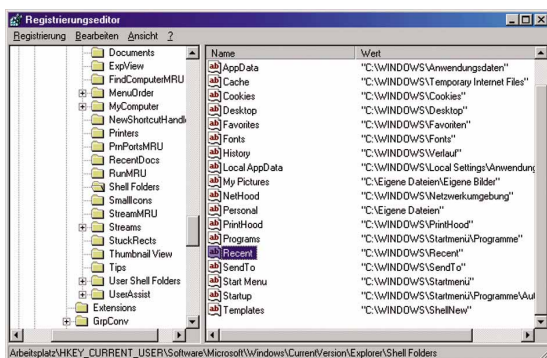 Registrierungseditor
Registrierung Bearbeiten Ansicht ?
Documents
ExpView
FindComputerMRU
MenuOrder
MyComputer
NewShortcutHandl
Printers
PrnPortsMRU
RecentDocs
RunMRU
Shell Folders
SmallIcons
StreamMRU
Streams
StuckRects
Thumbnail View
Tips
User Shell Folders
UserAssist
Extensions
GrpConv
Name Wert
AppData "C:\WINDOWS\Anwendungsdaten"
Cache "C:\WINDOWS\Temporary Internet Files"
Cookies "C:\WINDOWS\Cookies"
Desktop "C:\WINDOWS\Desktop"
Favorites "C:\WINDOWS\Favoriten"
Fonts "C:\WINDOWS\Fonts"
History "C:\WINDOWS\Verlauf"
Local AppData "C:\WINDOWS\Local Settings\Anwendung
My Pictures "C:\Eigene Dateien\Eigene Bilder"
NetHood "C:\WINDOWS\Netzwerkumgebung"
Personal "C:\Eigene Dateien"
PrintHood "C:\WINDOWS\PrintHood"
Programs "C:\WINDOWS\Startmenü\Programme"
Recent "C:\WINDOWS\Recent"
SendTo "C:\WINDOWS\SendTo"
Start Menu "C:\WINDOWS\Startmenü"
Startup "C:\WINDOWS\Startmenü\Programme\Aut
Templates "C:\WINDOWS\ShellNew"
Arbeitsplatz\HKEY_CURRENT_USER\Software\Microsoft\Windows\CurrentVersion\Explorer\Shell Folders